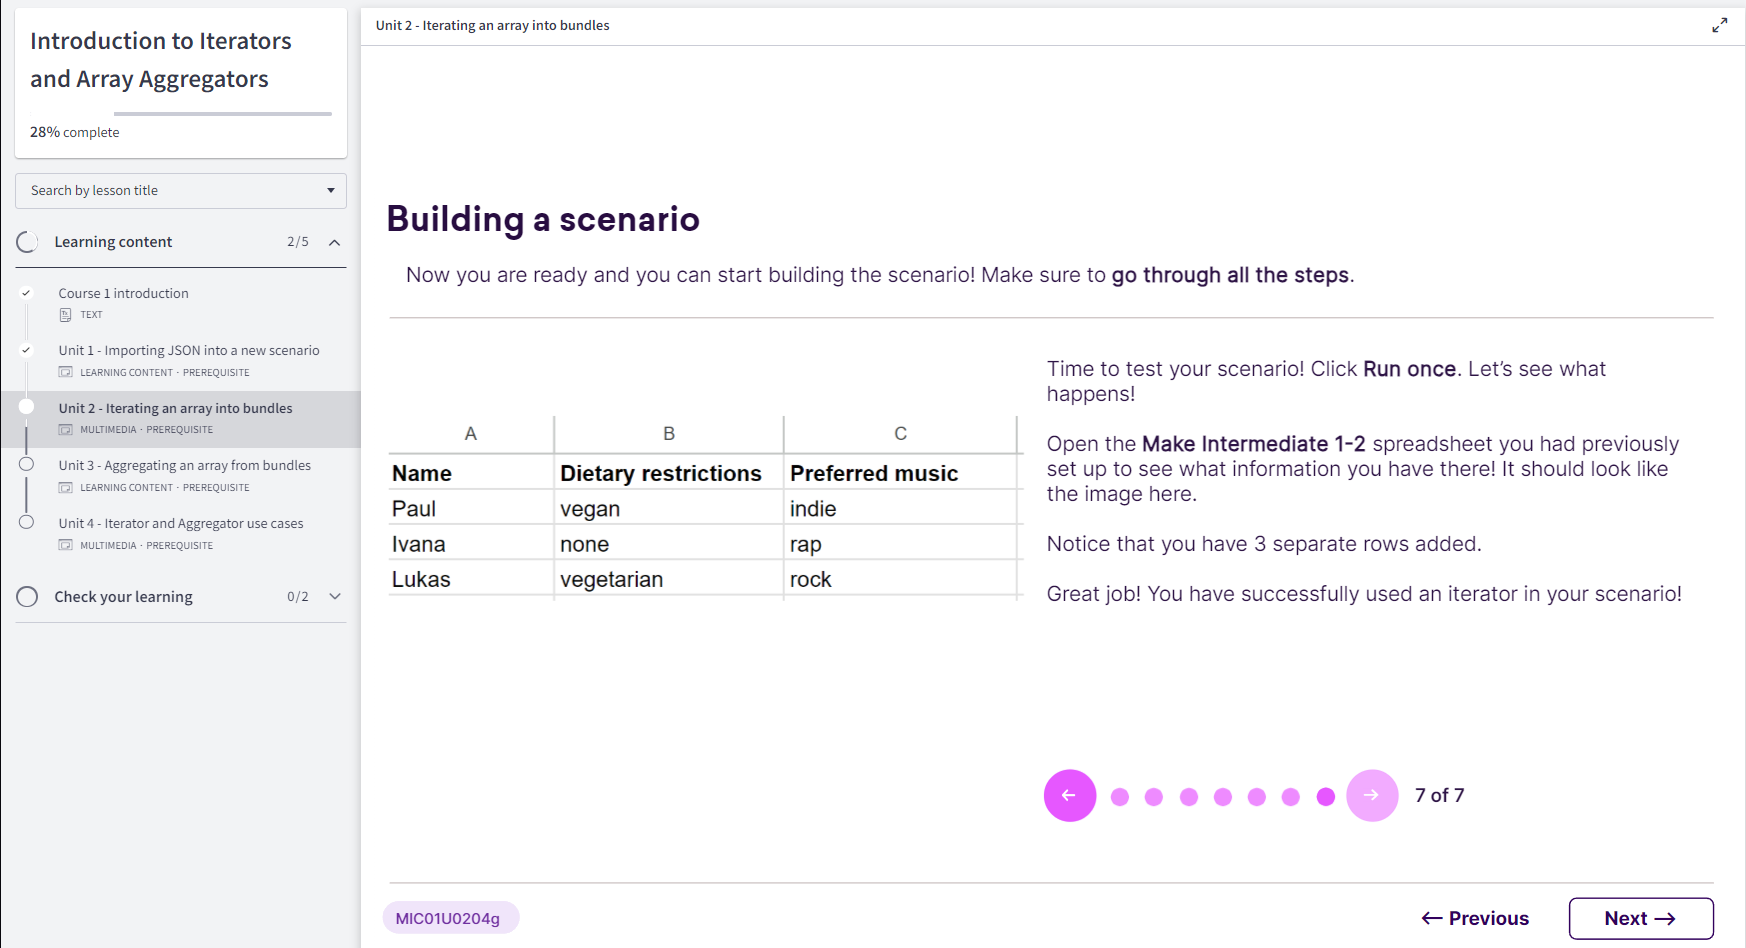 Introduction to Iterators
and Array Aggregators
28% complete
Search by lesson title
Learning content 2/5
Course 1 introduction
TEXT
Unit 1 - Importing JSON into a new scenario
LEARNING CONTENT · PREREQUISITE
Unit 2 - Iterating an array into bundles
MULTIMEDIA · PREREQUISITE
Unit 3 - Aggregating an array from bundles
LEARNING CONTENT · PREREQUISITE
Unit 4 - Iterator and Aggregator use cases
MULTIMEDIA · PREREQUISITE
Check your learning 0/2
Unit 2 - Iterating an array into bundles
Building a scenario
Now you are ready and you can start building the scenario! Make sure to go through all the steps.
A B C
Name Dietary restrictions Preferred music
Paul vegan indie
Ivana none rap
Lukas vegetarian rock
Time to test your scenario! Click Run once. Let's see what
happens!
Open the Make Intermediate 1-2 spreadsheet you had previously
set up to see what information you have there! It should look like
the image here.
Notice that you have 3 separate rows added.
Great job! You have successfully used an iterator in your scenario!
← → 7 of 7
MIC01U0204g
← Previous Next →